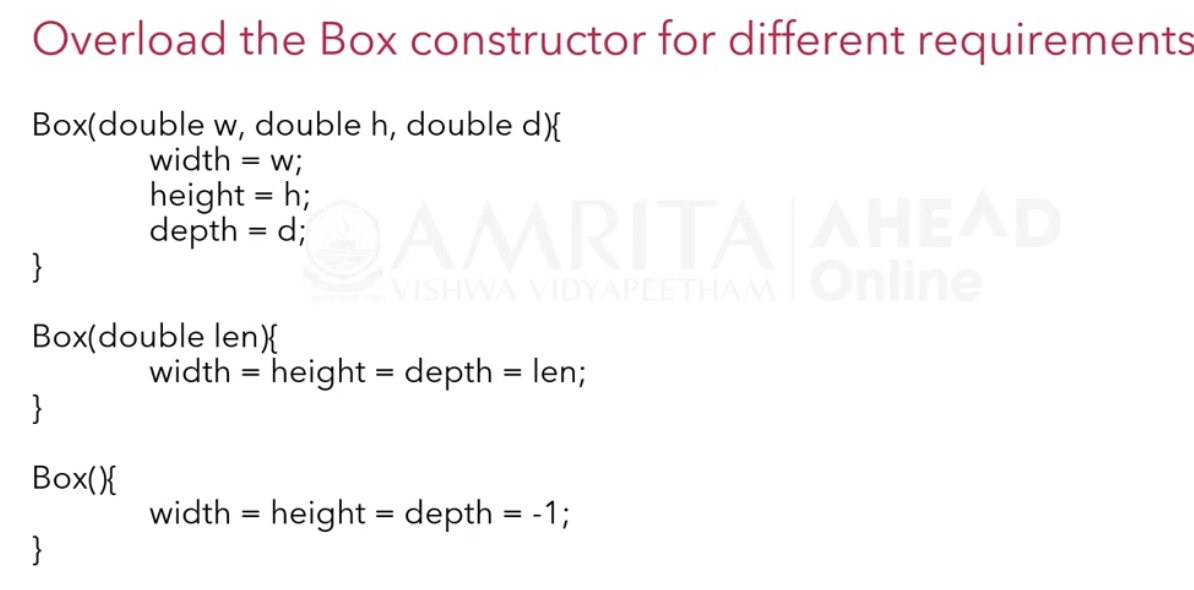 Overload the Box constructor for different requirements
Box(double w, double h, double d){
width = w;
height = h;
depth = d;
}
AMRITA AHEAD
VISHWA VIDYAPEETHAM Online
Box(double len){
width = height = depth = len;
}
Box(){
width = height = depth = -1;
}